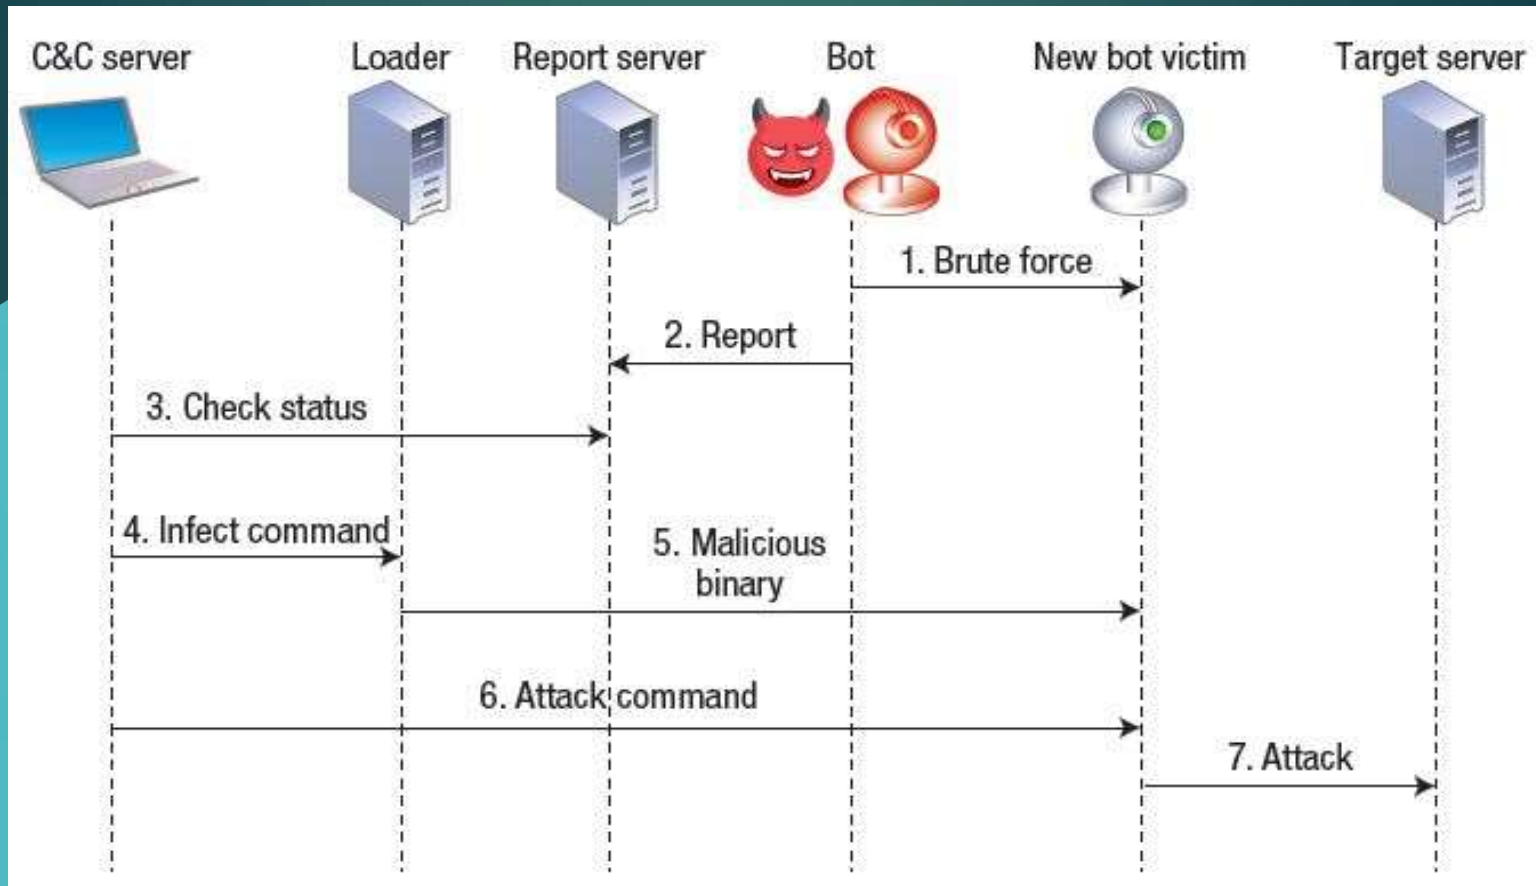 C&C server
Loader
Report server
Bot
New bot victim
Target server
1. Brute force
2. Report
3. Check status
4. Infect command
5. Malicious
binary
6. Attack command
7. Attack